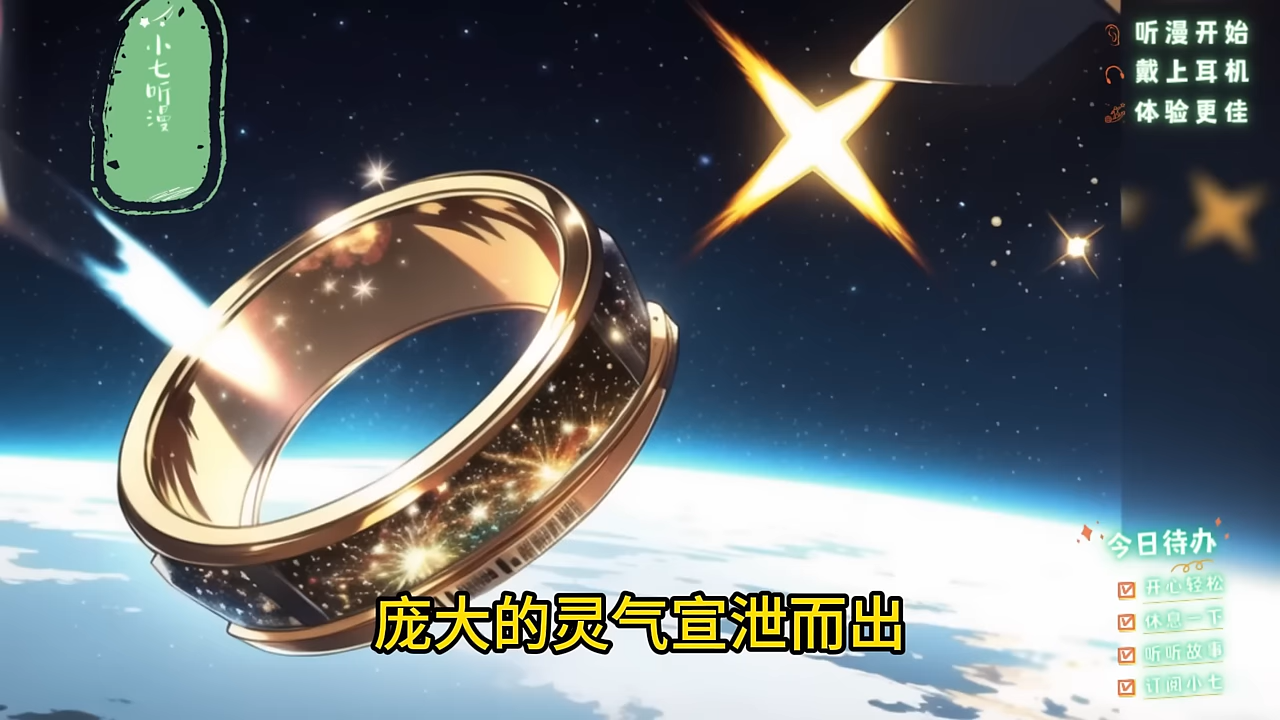 小七听漫
听漫开始
戴上耳机
体验更佳
庞大的灵气宣泄而出
今日待办
开心轻松
休息一下
听听故事
订阅小七